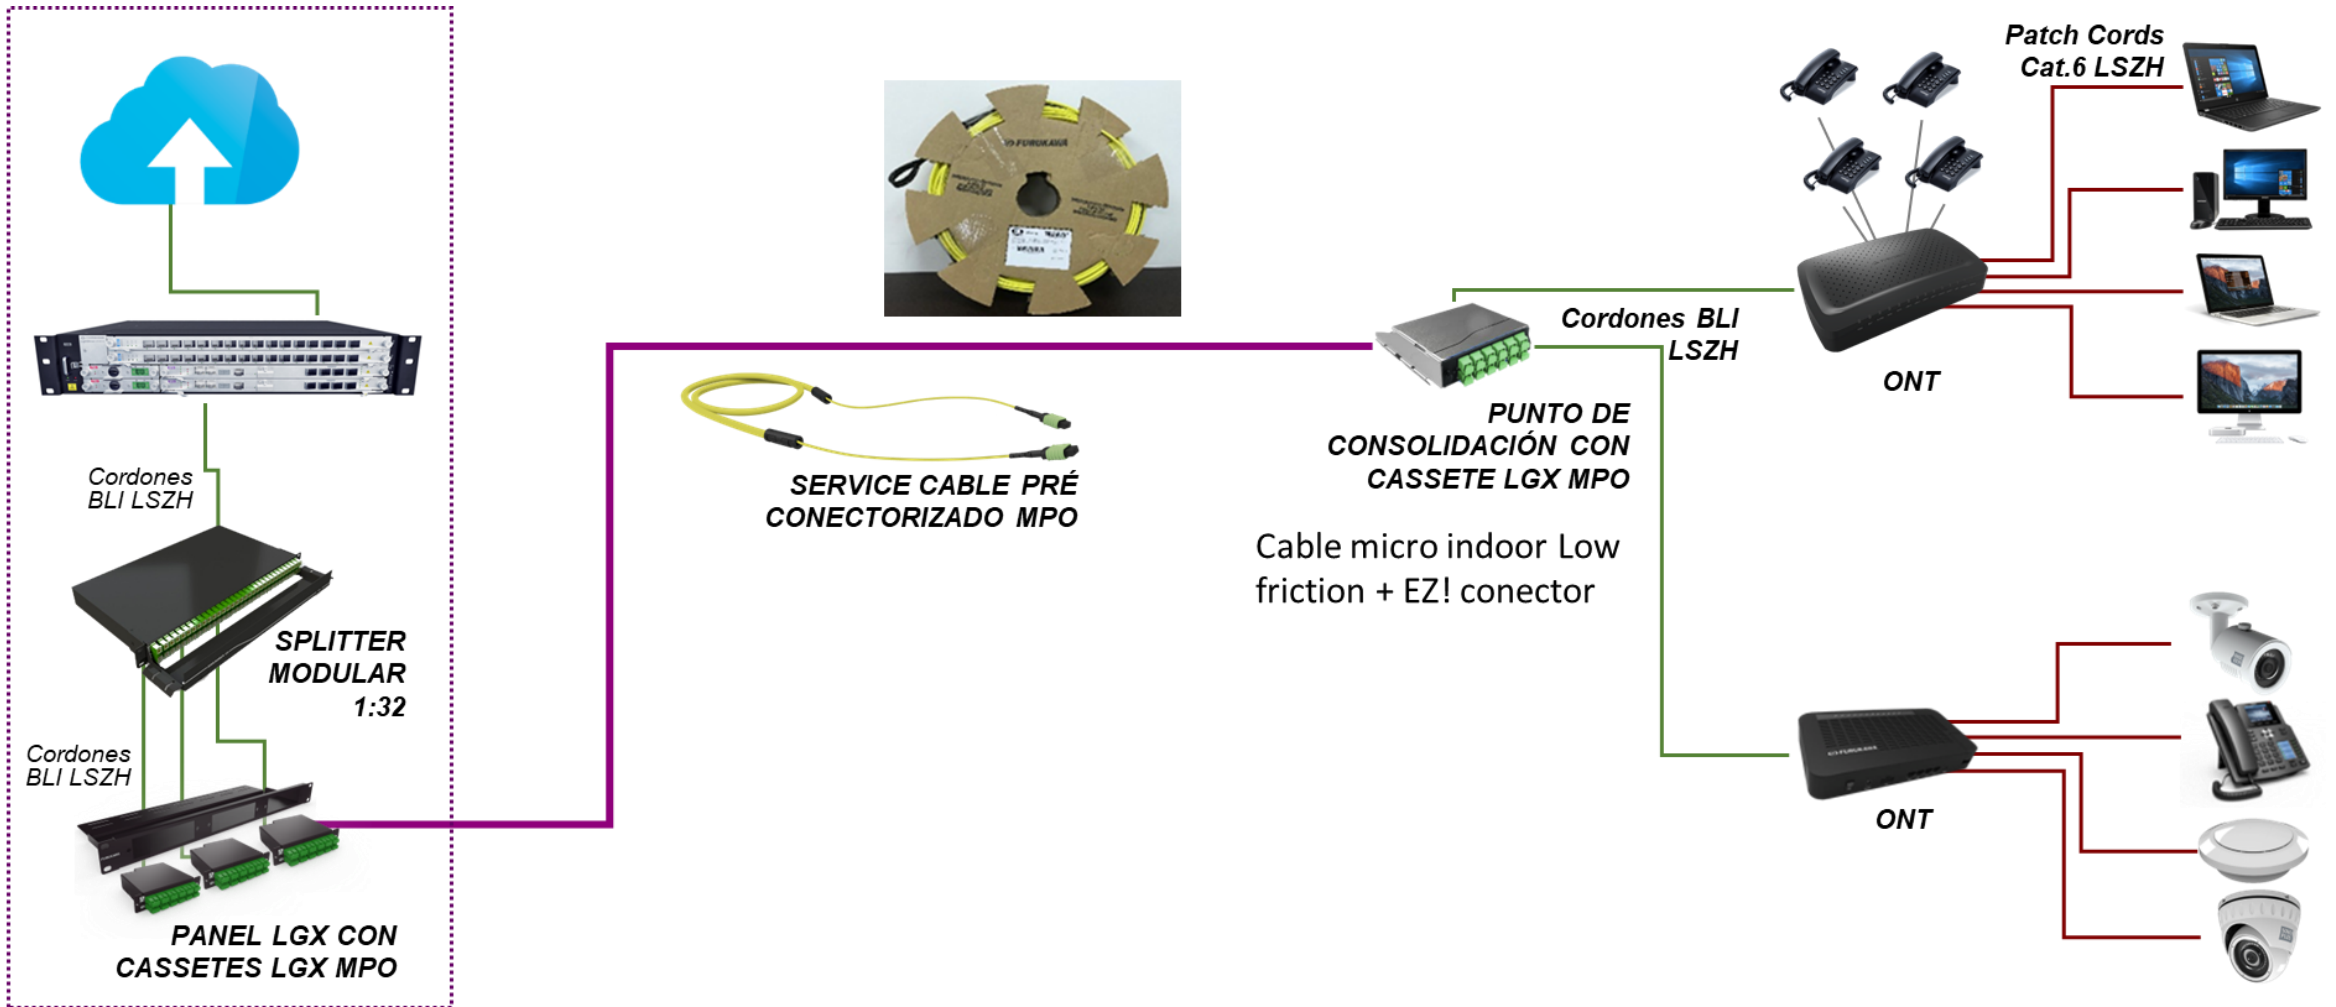 Patch Cords
Cat.6 LSZH
FURUKAWA
Cordones BLI
LSZH
ONT
PUNTO DE
CONSOLIDACIÓN CON
CASSETE LGX MPO
SERVICE CABLE PRÉ
CONECTORIZADO MPO
Cordones
BLI LSZH
Cable micro indoor Low
friction + EZ! conector
SPLITTER
MODULAR
1:32
Cordones
BLI LSZH
FURUKAWA
ONT
PANEL LGX CON
CASSETES LGX MPO